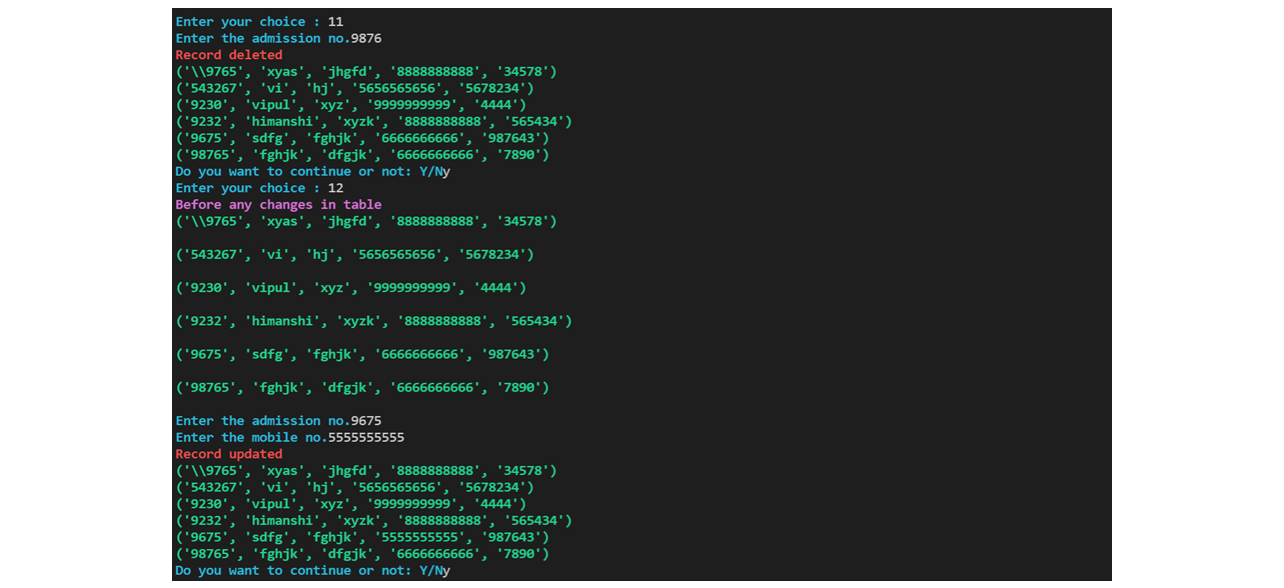 Enter your choice : 11
Enter the admission no.9876
Record deleted
('\\9765', 'xyas', 'jhgfd', '8888888888', '34578')
('543267', 'vi', 'hj', '5656565656', '5678234')
('9230', 'vipul', 'xyz', '9999999999', '4444')
('9232', 'himanshi', 'xyzk', '8888888888', '565434')
('9675', 'sdfg', 'fghjk', '6666666666', '987643')
('98765', 'fghjk', 'dfgjk', '6666666666', '7890')
Do you want to continue or not: Y/Ny
Enter your choice : 12
Before any changes in table
('\\9765', 'xyas', 'jhgfd', '8888888888', '34578')
('543267', 'vi', 'hj', '5656565656', '5678234')
('9230', 'vipul', 'xyz', '9999999999', '4444')
('9232', 'himanshi', 'xyzk', '8888888888', '565434')
('9675', 'sdfg', 'fghjk', '6666666666', '987643')
('98765', 'fghjk', 'dfgjk', '6666666666', '7890')
Enter the admission no.9675
Enter the mobile no.5555555555
Record updated
('\\9765', 'xyas', 'jhgfd', '8888888888', '34578')
('543267', 'vi', 'hj', '5656565656', '5678234')
('9230', 'vipul', 'xyz', '9999999999', '4444')
('9232', 'himanshi', 'xyzk', '8888888888', '565434')
('9675', 'sdfg', 'fghjk', '5555555555', '987643')
('98765', 'fghjk', 'dfgjk', '6666666666', '7890')
Do you want to continue or not: Y/Ny